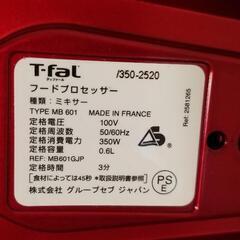 T-fal
ティファール
/350-2520
フードプロセッサー
種類：ミキサー
TYPE MB 601 MADE IN FRANCE
定格電圧 100V
定格周波数 50/60Hz
定格消費電力 350W
定格容量 0.6L
REF: MB601GJP
定格時間 3分
[食材によっては45秒 *取扱説明書参照]
株式会社 グループセブ ジャパン
Ref: 2581265
S
PS
E